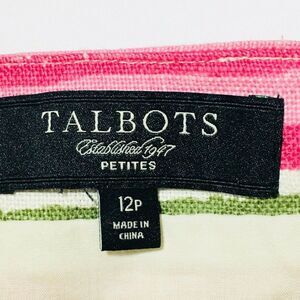 TALBOTS
Established 1947
PETITES
12P
MADE IN
CHINA